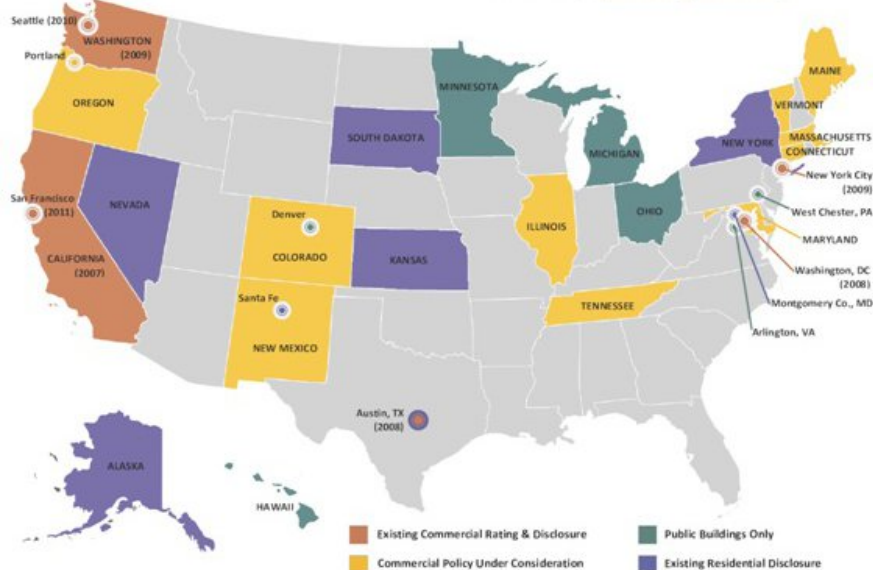 Seattle (2010)
WASHINGTON
(2009)
Portland
OREGON
MINNESOTA
MAINE
VERMONT
SOUTH DAKOTA
NEW YORK
MASSACHUSETTS
CONNECTICUT
MICHIGAN
New York City
(2009)
San Francisco
(2011)
NEVADA
Denver
COLORADO
KANSAS
ILLINOIS
OHIO
West Chester, PA
MARYLAND
CALIFORNIA
(2007)
Washington, DC
(2008)
Santa Fe
NEW MEXICO
TENNESSEE
Montgomery Co., MD
Arlington, VA
Austin, TX
(2008)
ALASKA
HAWAII
Existing Commercial Rating & Disclosure
Public Buildings Only
Commercial Policy Under Consideration
Existing Residential Disclosure